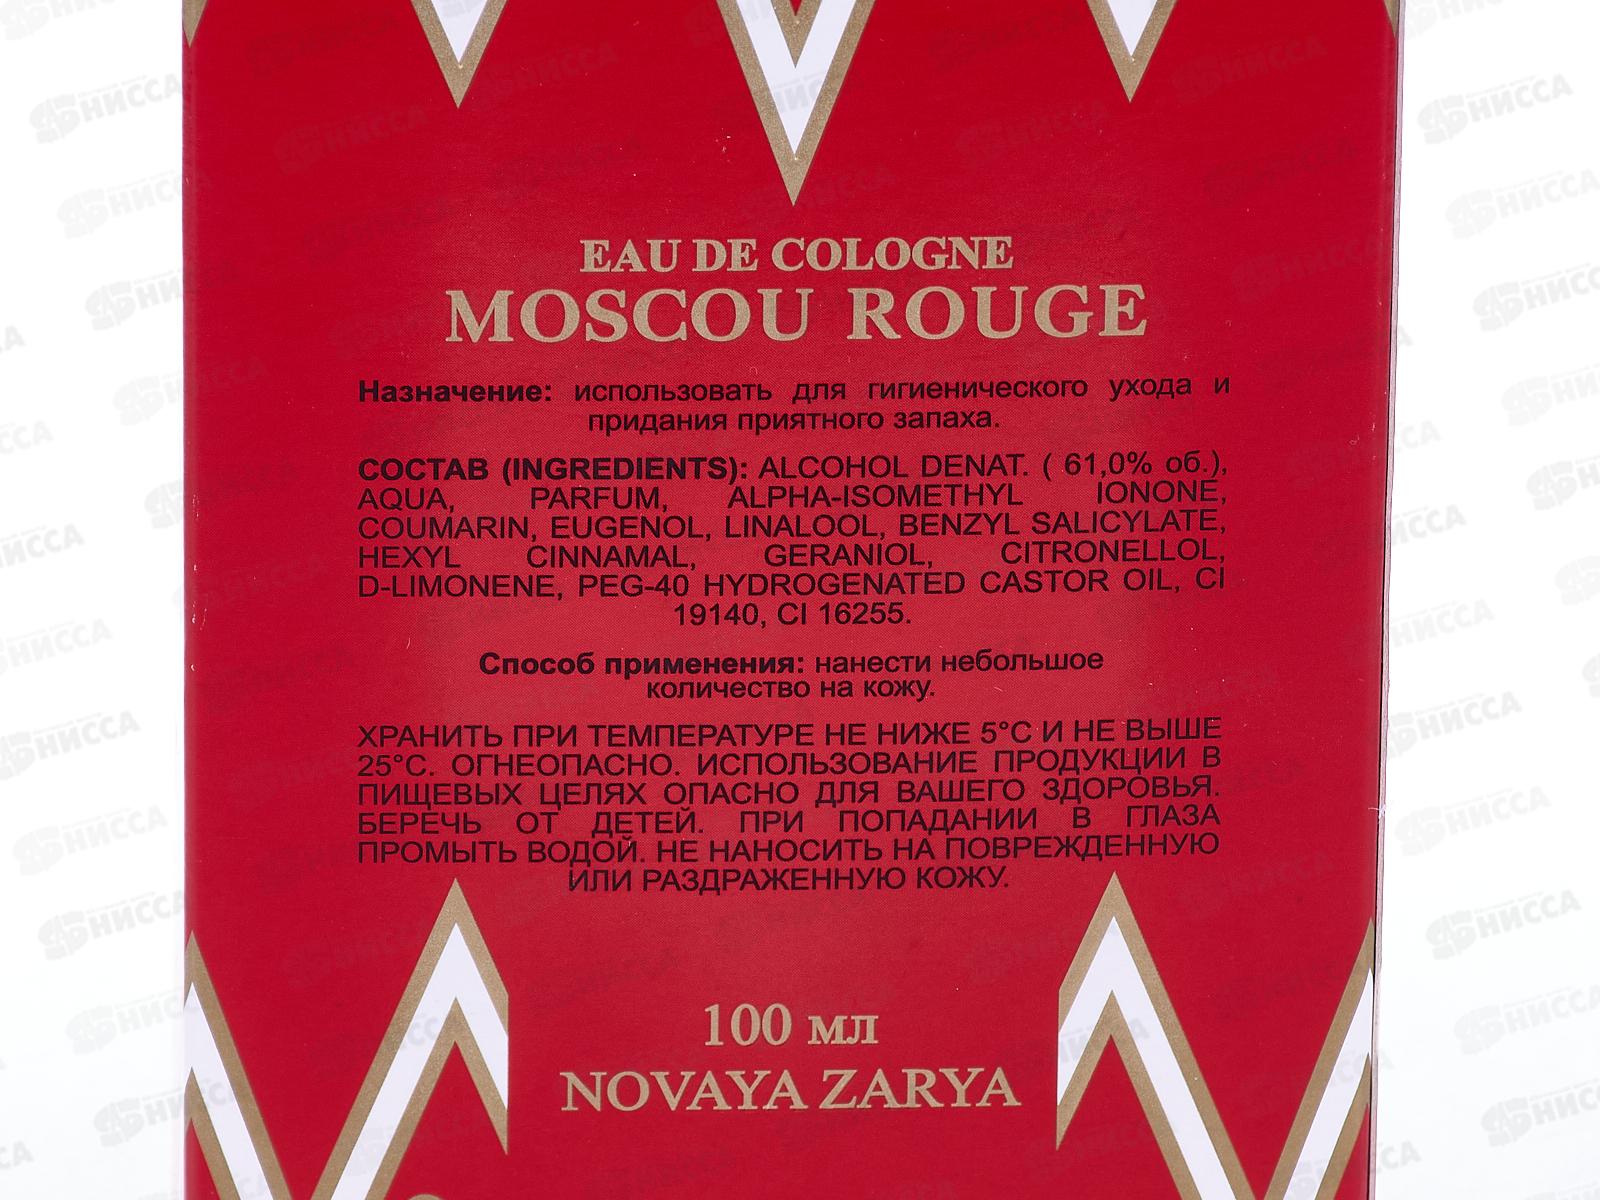 EAU DE COLOGNE
MOSCOU ROUGE
Назначение: использовать для гигиенического ухода и
придания приятного запаха.
СОСТАВ (INGREDIENTS): ALCOHOL DENAT. ( 61,0% об.),
AQUA, PARFUM, ALPHA-ISOMETHYL IONONE,
COUMARIN, EUGENOL, LINALOOL, BENZYL SALICYLATE,
HEXYL CINNAMAL, GERANIOL, CITRONELLOL,
D-LIMONENE, PEG-40 HYDROGENATED CASTOR OIL, CI
19140, CI 16255.
Способ применения: нанести небольшое
количество на кожу.
ХРАНИТЬ ПРИ ТЕМПЕРАТУРЕ НЕ НИЖЕ 5°С И НЕ ВЫШЕ
25°С. ОГНЕОПАСНО. ИСПОЛЬЗОВАНИЕ ПРОДУКЦИИ В
ПИЩЕВЫХ ЦЕЛЯХ ОПАСНО ДЛЯ ВАШЕГО ЗДОРОВЬЯ.
БЕРЕЧЬ ОТ ДЕТЕЙ. ПРИ ПОПАДАНИИ В ГЛАЗА
ПРОМЫТЬ ВОДОЙ. НЕ НАНОСИТЬ НА ПОВРЕЖДЕННУЮ
ИЛИ РАЗДРАЖЕННУЮ КОЖУ.
100 мл
NOVAYA ZARYA
НИССА